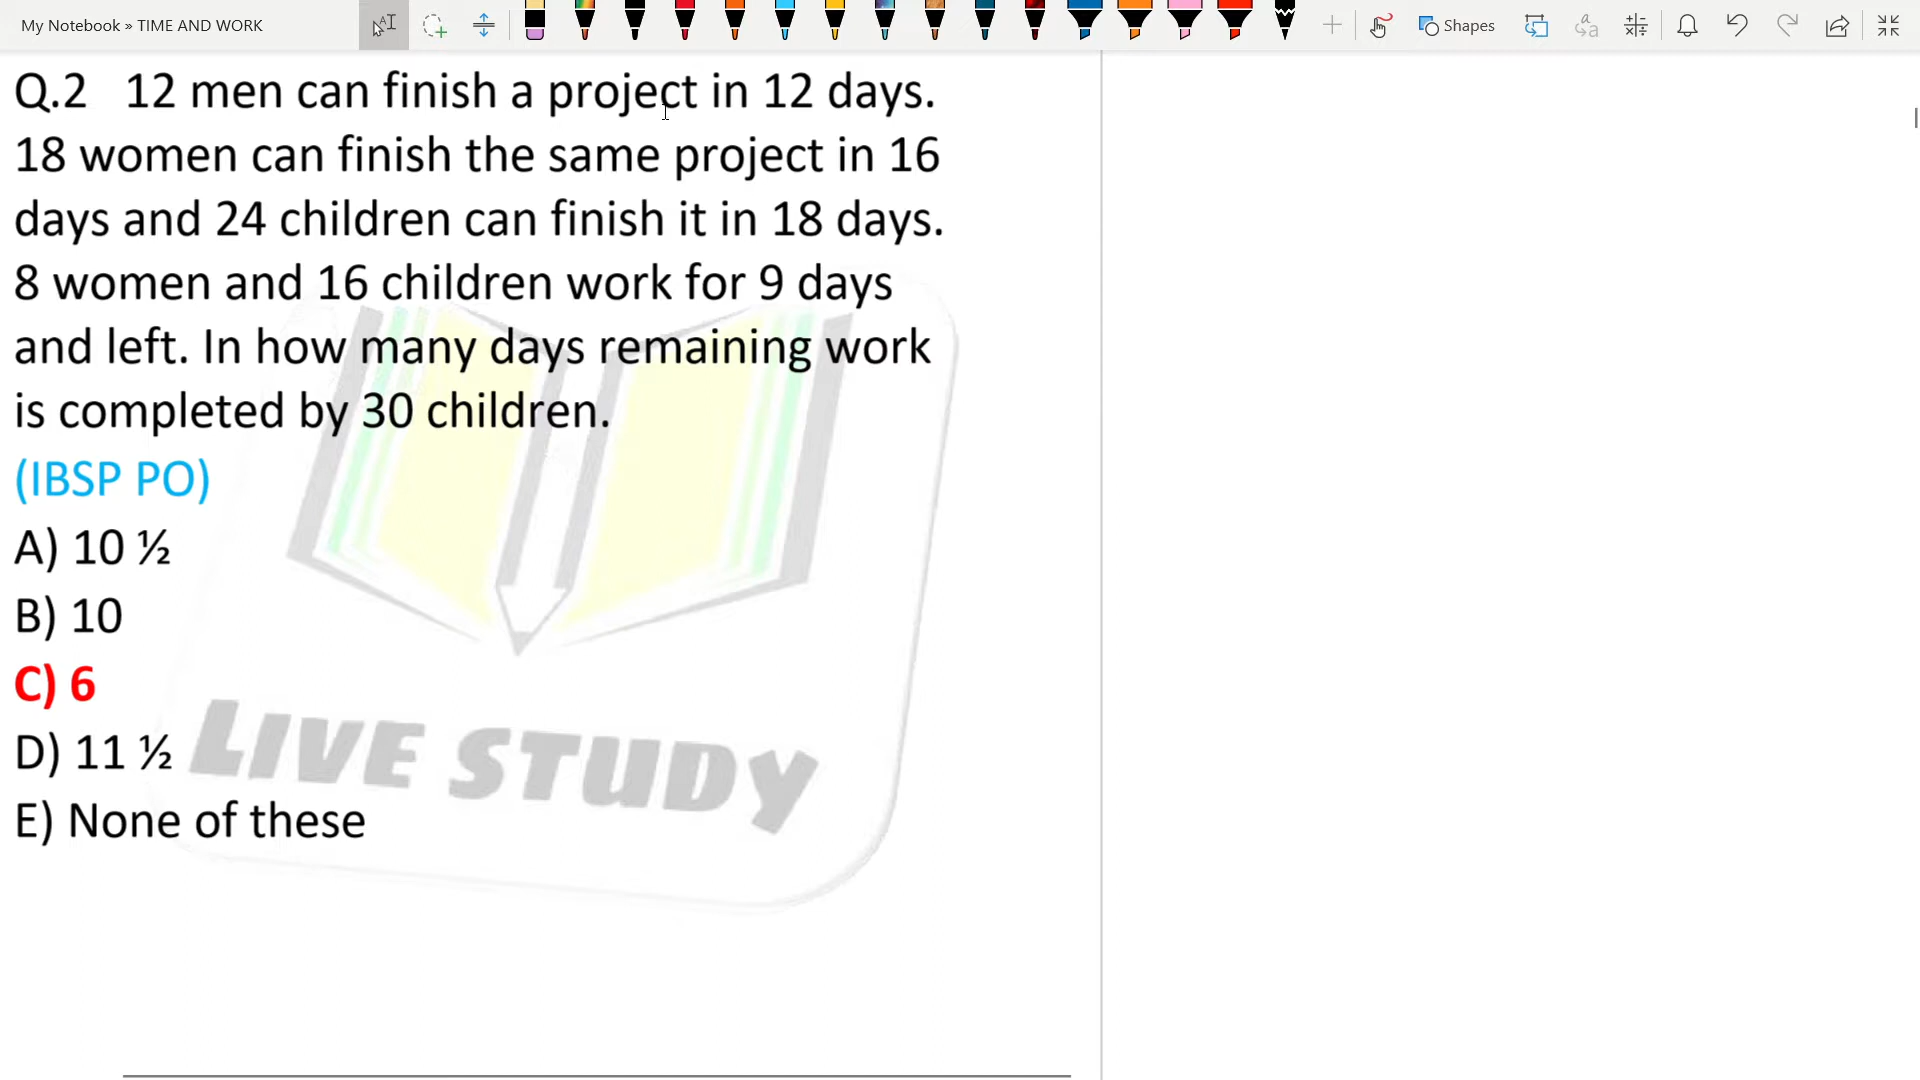 My Notebook » TIME AND WORK
Shapes
Q.2 12 men can finish a project in 12 days.
18 women can finish the same project in 16
days and 24 children can finish it in 18 days.
8 women and 16 children work for 9 days
and left. In how many days remaining work
is completed by 30 children.
(IBSP PO)
A) 10 ½
B) 10
C) 6
D) 11 ½
E) None of these
LIVE STUDY